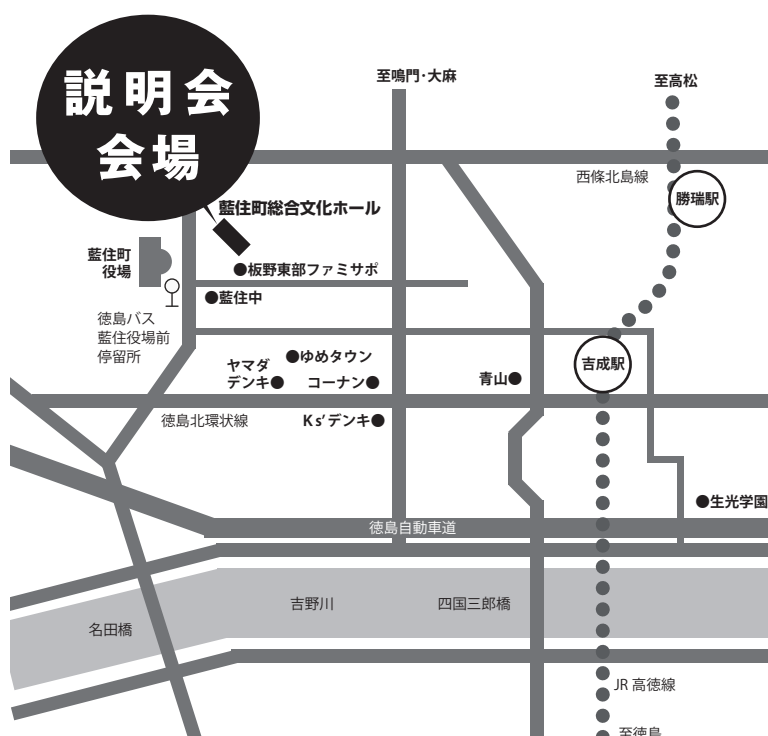 説明会
会場
至鳴門・大麻
至高松
西條北島線
勝瑞駅
藍住町総合文化ホール
藍住町
役場
●板野東部ファミサポ
●藍住中
徳島バス
藍住役場前
停留所
●ゆめタウン
ヤマダ
デンキ●
コーナン●
青山●
吉成駅
徳島北環状線
Ks'デンキ●
●生光学園
徳島自動車道
吉野川
四国三郎橋
名田橋
JR 高徳線
至徳島